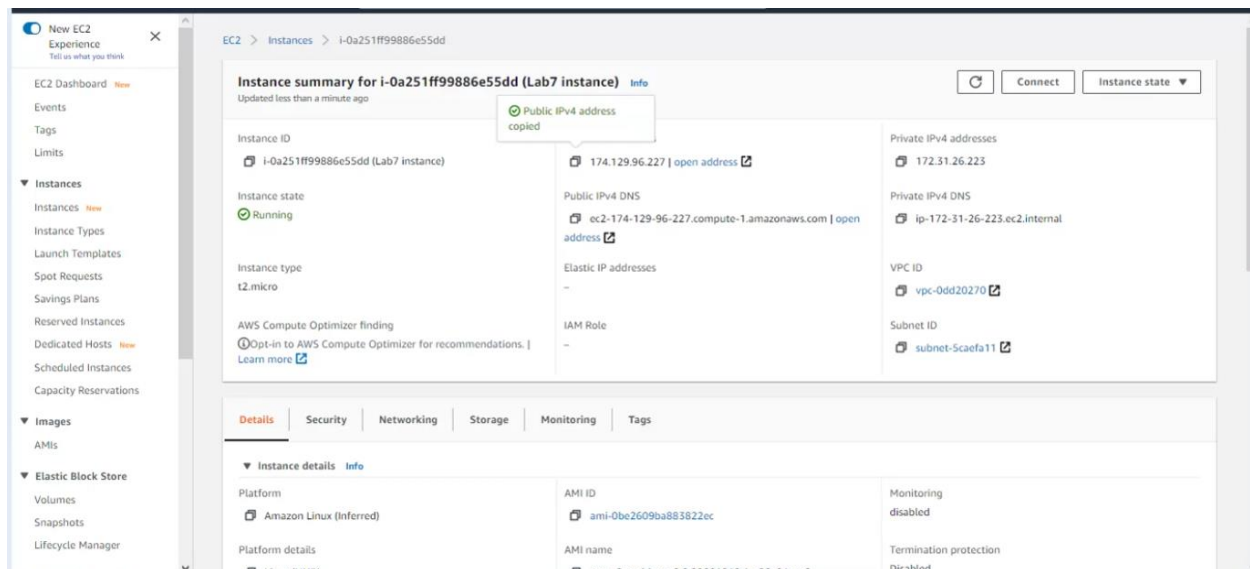 New EC2
Experience
Tell us what you think
EC2 Dashboard New
Events
Tags
Limits
Instances
Instances New
Instance Types
Launch Templates
Spot Requests
Savings Plans
Reserved Instances
Dedicated Hosts New
Scheduled Instances
Capacity Reservations
Images
AMIs
Elastic Block Store
Volumes
Snapshots
Lifecycle Manager
EC2 > Instances > i-0a251ff99886e55dd
Instance summary for i-0a251ff99886e55dd (Lab7 instance) Info
Updated less than a minute ago
Connect
Instance state
Public IPv4 address
copied
Instance ID
i-0a251ff99886e55dd (Lab7 instance)
174.129.96.227 | open address
Private IPv4 addresses
172.31.26.223
Instance state
Running
Public IPv4 DNS
ec2-174-129-96-227.compute-1.amazonaws.com | open
address
Private IPv4 DNS
ip-172-31-26-223.ec2.internal
Instance type
t2.micro
Elastic IP addresses
–
VPC ID
vpc-0dd20270
AWS Compute Optimizer finding
Opt-in to AWS Compute Optimizer for recommendations. |
Learn more
IAM Role
–
Subnet ID
subnet-5caefa11
Details Security Networking Storage Monitoring Tags
Instance details Info
Platform
Amazon Linux (Inferred)
AMI ID
ami-0be2609ba883822ec
Monitoring
disabled
Platform details
AMI name
Termination protection
Disabled